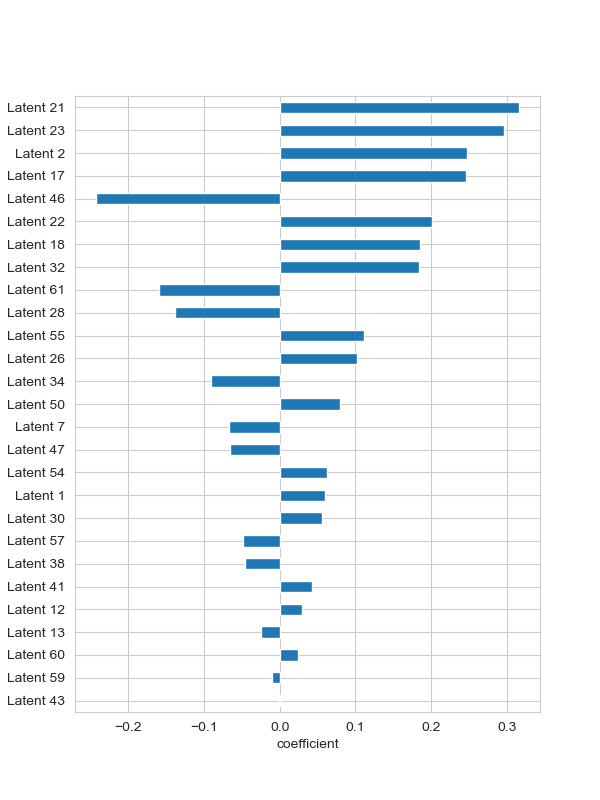 Latent 21
Latent 23
Latent 2
Latent 17
Latent 46
Latent 22
Latent 18
Latent 32
Latent 61
Latent 28
Latent 55
Latent 26
Latent 34
Latent 50
Latent 7
Latent 47
Latent 54
Latent 1
Latent 30
Latent 57
Latent 38
Latent 41
Latent 12
Latent 13
Latent 60
Latent 59
Latent 43
−0.2 −0.1 0.0 0.1 0.2 0.3
coefficient